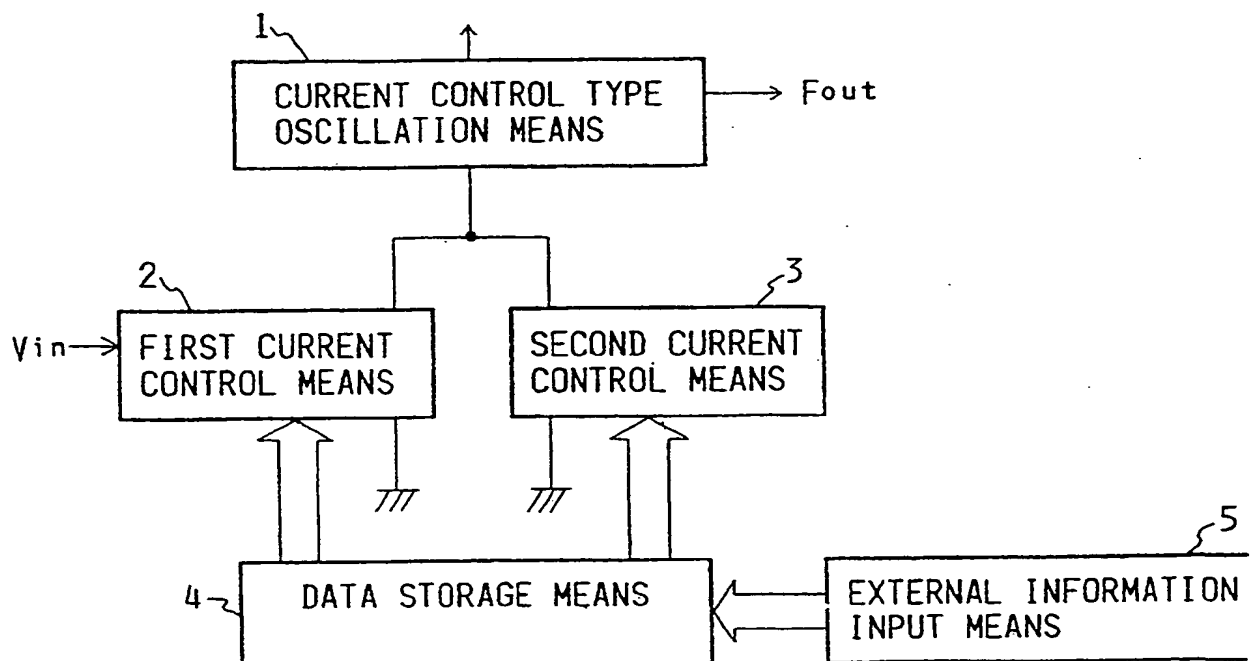 1
CURRENT CONTROL TYPE
OSCILLATION MEANS
Fout
2
3
Vin
FIRST CURRENT
CONTROL MEANS
SECOND CURRENT
CONTROL MEANS
5
4
DATA STORAGE MEANS
EXTERNAL INFORMATION
INPUT MEANS